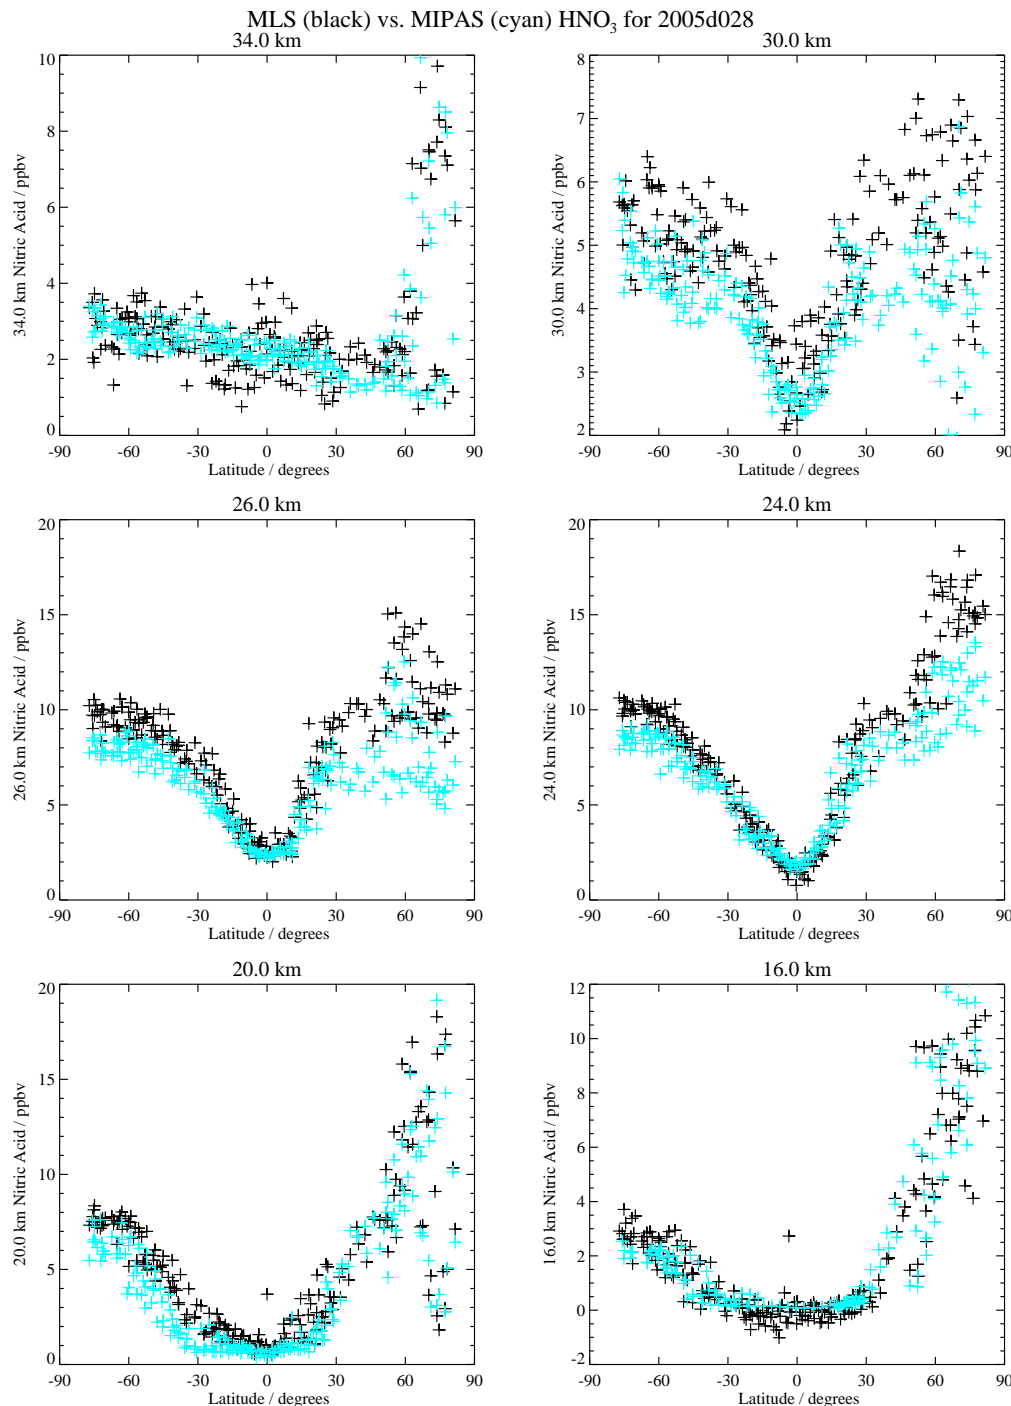 MLS (black) vs. MIPAS (cyan) HNO3 for 2005d028
34.0 km
34.0 km Nitric Acid / ppbv
10
8
6
4
2
0
-90 -60 -30 0 30 60 90
Latitude / degrees
30.0 km
30.0 km Nitric Acid / ppbv
8
7
6
5
4
3
2
-90 -60 -30 0 30 60 90
Latitude / degrees
26.0 km
26.0 km Nitric Acid / ppbv
20
15
10
5
0
-90 -60 -30 0 30 60 90
Latitude / degrees
24.0 km
24.0 km Nitric Acid / ppbv
20
15
10
5
0
-90 -60 -30 0 30 60 90
Latitude / degrees
20.0 km
20.0 km Nitric Acid / ppbv
20
15
10
5
0
-90 -60 -30 0 30 60 90
Latitude / degrees
16.0 km
16.0 km Nitric Acid / ppbv
12
10
8
6
4
2
0
-2
-90 -60 -30 0 30 60 90
Latitude / degrees